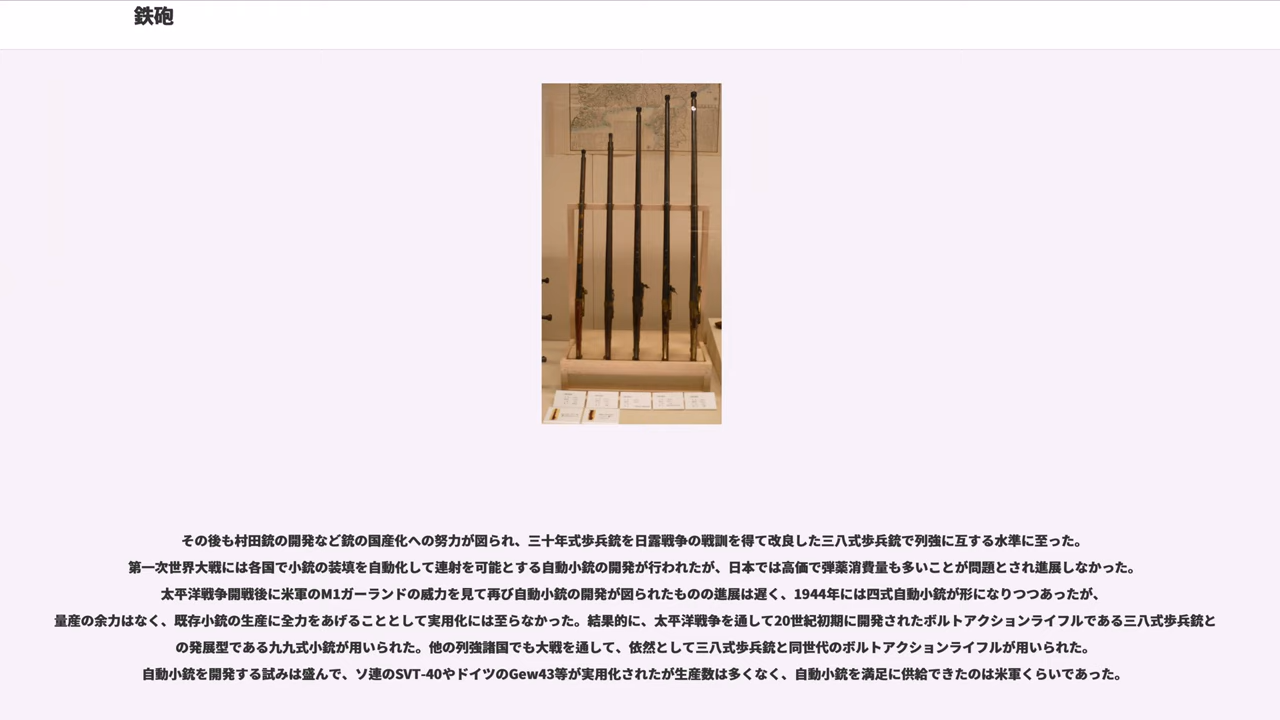 鉄砲
その後も村田銃の開発など銃の国産化への努力が図られ、三十年式歩兵銃を日露戦争の戦訓を得て改良した三八式歩兵銃で列強に互する水準に至った。
第一次世界大戦には各国で小銃の装填を自動化して連射を可能とする自動小銃の開発が行われたが、日本では高価で弾薬消費量も多いことが問題とされ進展しなかった。
太平洋戦争開戦後に米軍のM1ガーランドの威力を見て再び自動小銃の開発が図られたものの進展は遅く、1944年には四式自動小銃が形になりつつあったが、
量産の余力はなく、既存小銃の生産に全力をあげることとして実用化には至らなかった。結果的に、太平洋戦争を通して20世紀初期に開発されたボルトアクションライフルである三八式歩兵銃と
の発展型である九九式小銃が用いられた。他の列強諸国でも大戦を通して、依然として三八式歩兵銃と同世代のボルトアクションライフルが用いられた。
自動小銃を開発する試みは盛んで、ソ連のSVT-40やドイツのGew43等が実用化されたが生産数は多くなく、自動小銃を満足に供給できたのは米軍くらいであった。